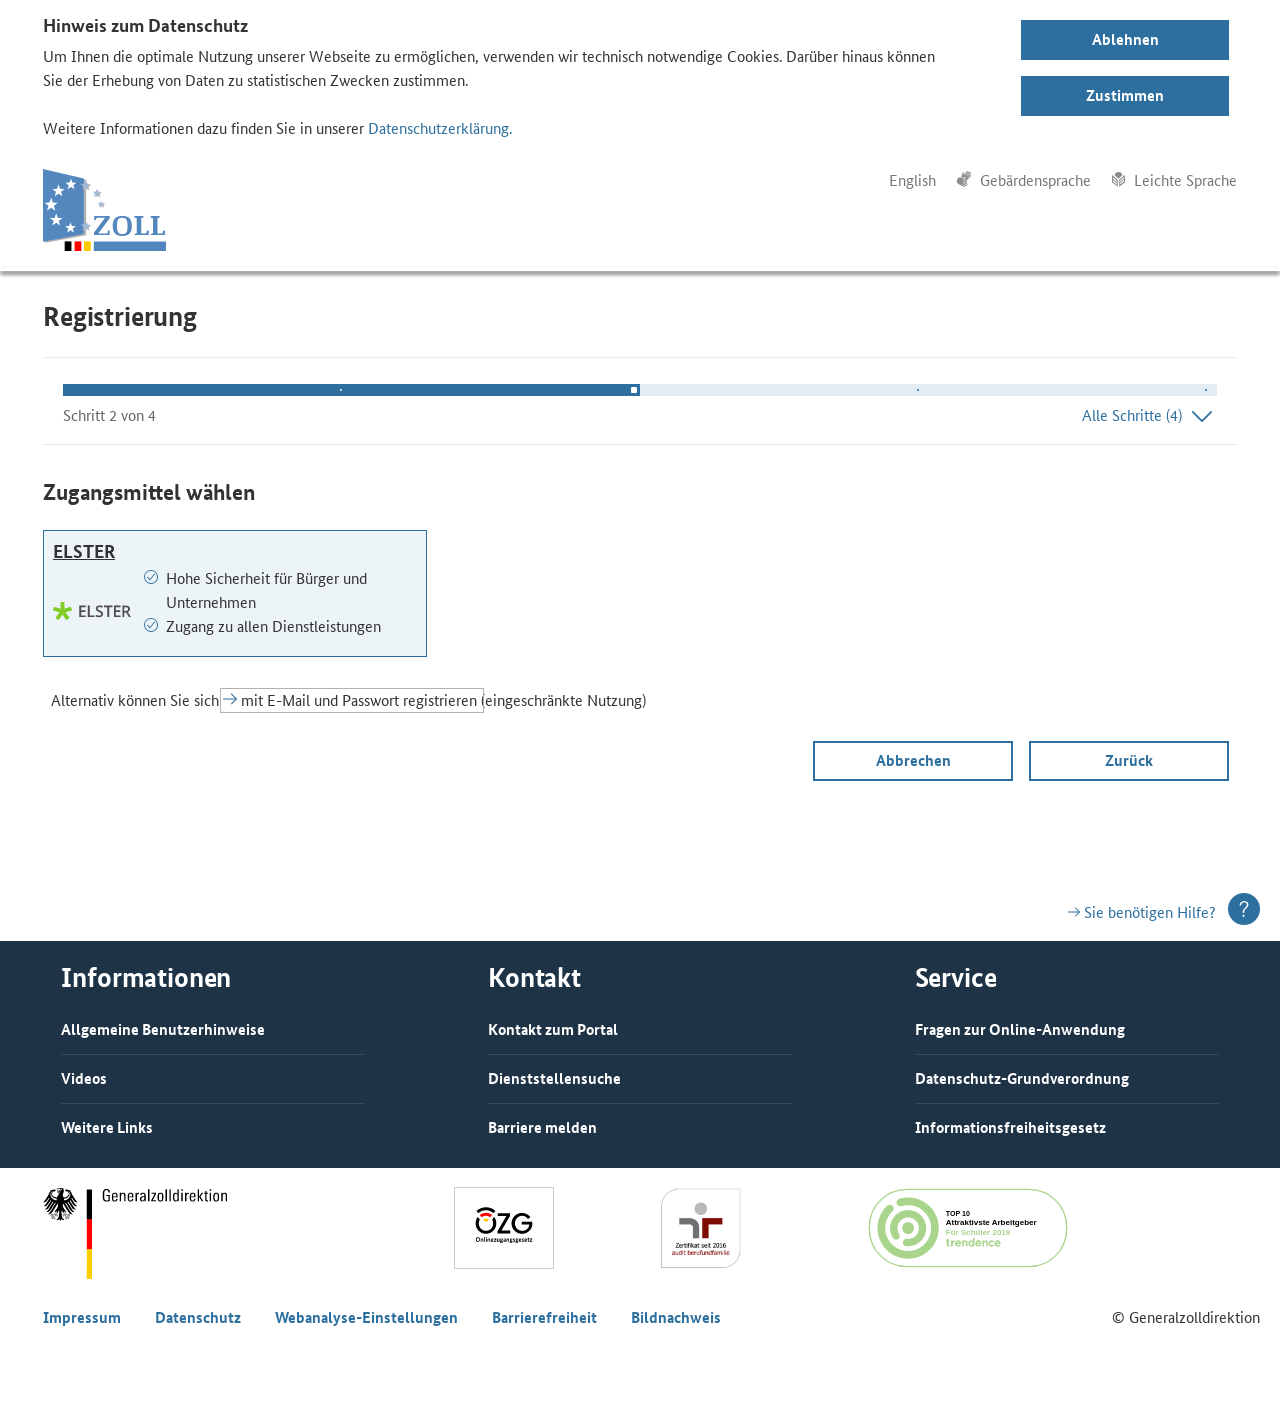 Hinweis zum Datenschutz
Um Ihnen die optimale Nutzung unserer Webseite zu ermöglichen, verwenden wir technisch notwendige Cookies. Darüber hinaus können
Sie der Erhebung von Daten zu statistischen Zwecken zustimmen.
Weitere Informationen dazu finden Sie in unserer Datenschutzerklärung.
Ablehnen
Zustimmen
English Gebärdensprache Leichte Sprache
ZOLL
Registrierung
Schritt 2 von 4
Alle Schritte (4)
Zugangsmittel wählen
ELSTER
ELSTER
Hohe Sicherheit für Bürger und
Unternehmen
Zugang zu allen Dienstleistungen
Alternativ können Sie sich mit E-Mail und Passwort registrieren (eingeschränkte Nutzung)
Abbrechen
Zurück
Sie benötigen Hilfe? ?
Informationen
Allgemeine Benutzerhinweise
Videos
Weitere Links
Kontakt
Kontakt zum Portal
Dienststellensuche
Barriere melden
Service
Fragen zur Online-Anwendung
Datenschutz-Grundverordnung
Informationsfreiheitsgesetz
Generalzolldirektion
OZG
Onlinezugangsgesetz
Zertifikat seit 2016
audit berufundfamilie
TOP 10
Attraktivste Arbeitgeber
Für Schüler 2019
trendence
Impressum Datenschutz Webanalyse-Einstellungen Barrierefreiheit Bildnachweis
© Generalzolldirektion